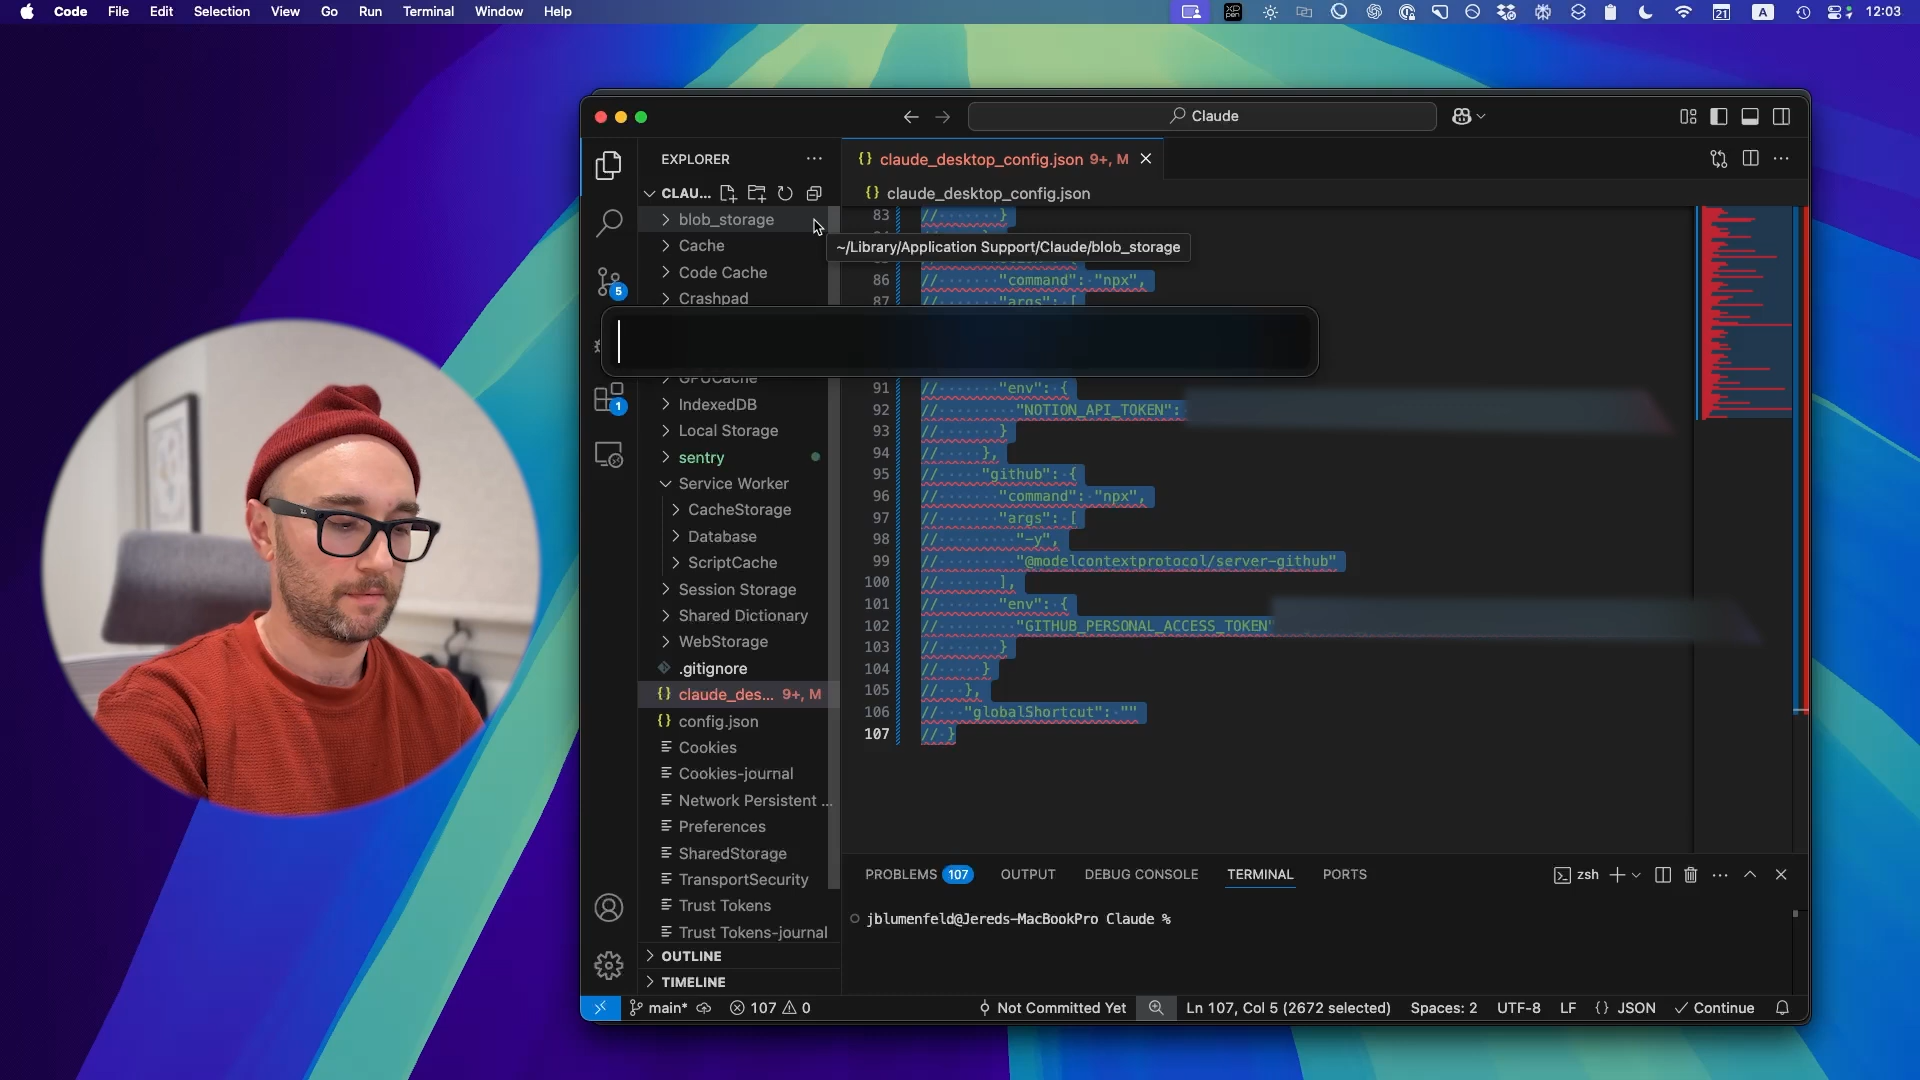 Code File Edit Selection View Go Run Terminal Window Help
21 A 12:03
Claude
EXPLORER
claude_desktop_config.json 9+, M
CLAU...
claude_desktop_config.json
blob_storage
Cache
Code Cache
Crashpad
IndexedDB
Local Storage
sentry
Service Worker
CacheStorage
Database
ScriptCache
Session Storage
Shared Dictionary
WebStorage
.gitignore
claude_des... 9+, M
config.json
Cookies
Cookies-journal
Network Persistent ...
Preferences
SharedStorage
TransportSecurity
Trust Tokens
Trust Tokens-journal
OUTLINE
TIMELINE
5
1
~/Library/Application Support/Claude/blob_storage
83 // }
86 // "command": "npx",
87 // "args": [
91 // "env": {
92 // "NOTION_API_TOKEN":
93 // }
94 // },
95 // "github": {
96 // "command": "npx",
97 // "args": [
98 // "-y",
99 // "@modelcontextprotocol/server-github"
100 // ],
101 // "env": {
102 // "GITHUB_PERSONAL_ACCESS_TOKEN"
103 // }
104 // }
105 // },
106 // "globalShortcut": ""
107 // }
PROBLEMS 107 OUTPUT DEBUG CONSOLE TERMINAL PORTS zsh
jblumenfeld@Jereds-MacBookPro Claude %
main* 107 0 Not Committed Yet Ln 107, Col 5 (2672 selected) Spaces: 2 UTF-8 LF {} JSON Continue